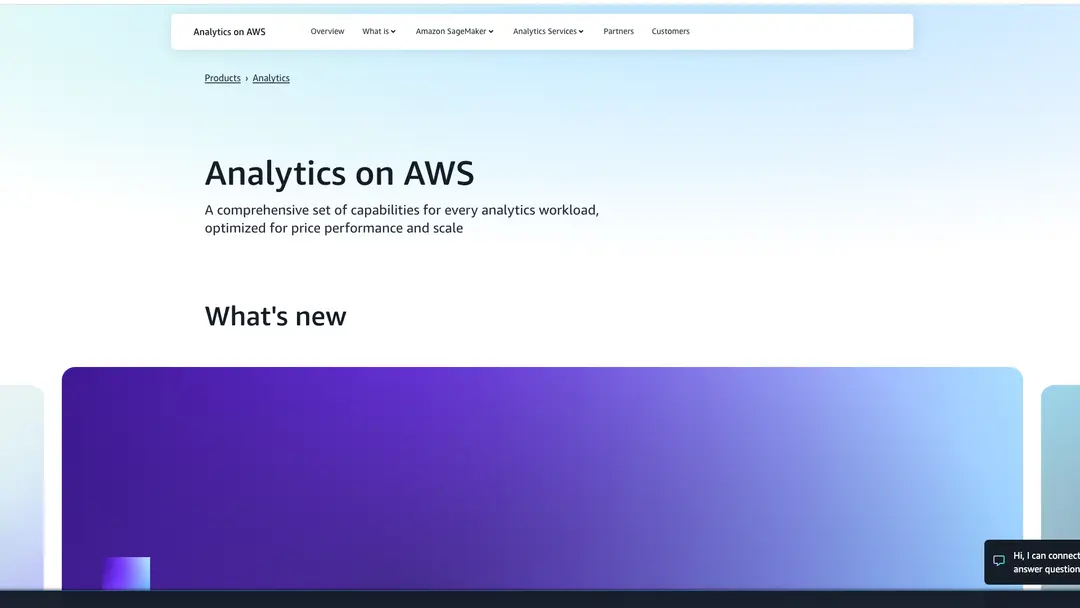 Analytics on AWS
Overview
What is
Amazon SageMaker
Analytics Services
Partners
Customers
Products › Analytics
Analytics on AWS
A comprehensive set of capabilities for every analytics workload,
optimized for price performance and scale
What's new
Hi, I can connect
answer question